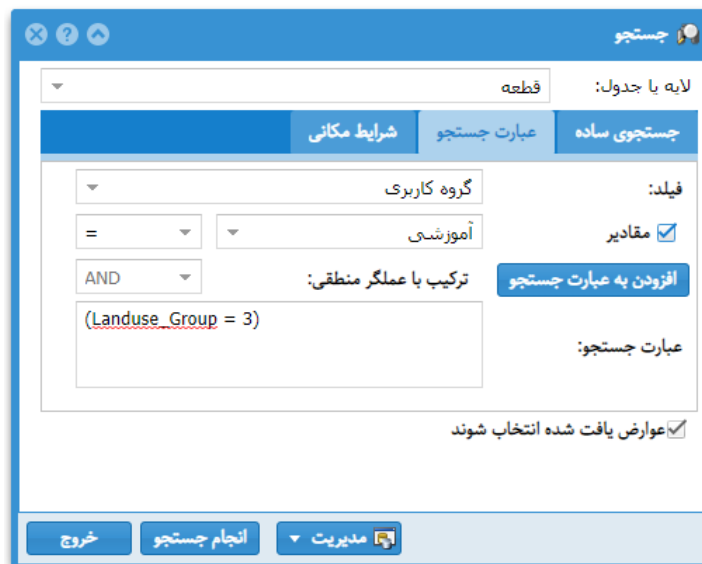 جستجو
لایه یا جدول: قطعه
جستجوی ساده عبارت جستجو شرایط مکانی
فیلد: گروه کاربری
مقادیر آموزشی =
افزودن به عبارت جستجو ترکیب با عملگر منطقی: AND
عبارت جستجو: (Landuse_Group = 3)
عوارض یافت شده انتخاب شوند
مدیریت انجام جستجو خروج